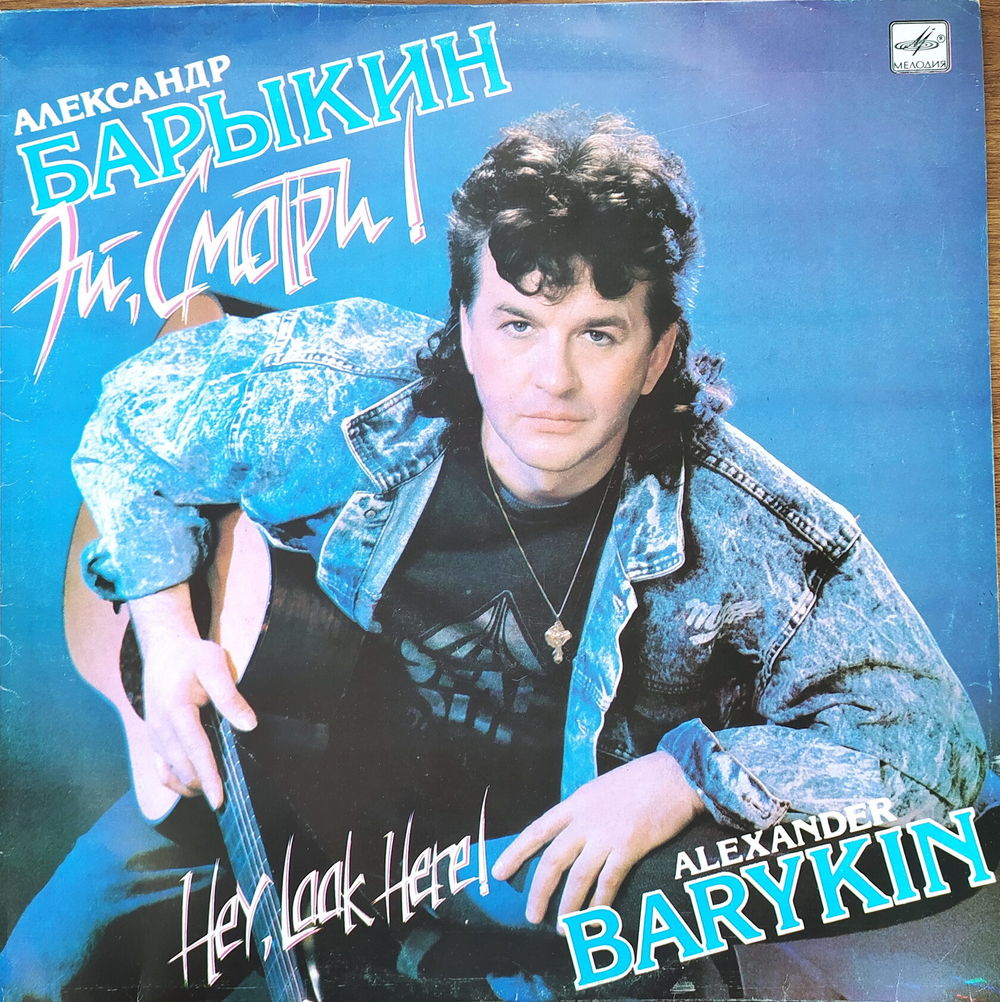 АЛЕКСАНДР
БАРЫКИН
Эй, Смотри!
МЕЛОДИЯ
Hey, Look Here!
ALEXANDER
BARYKIN